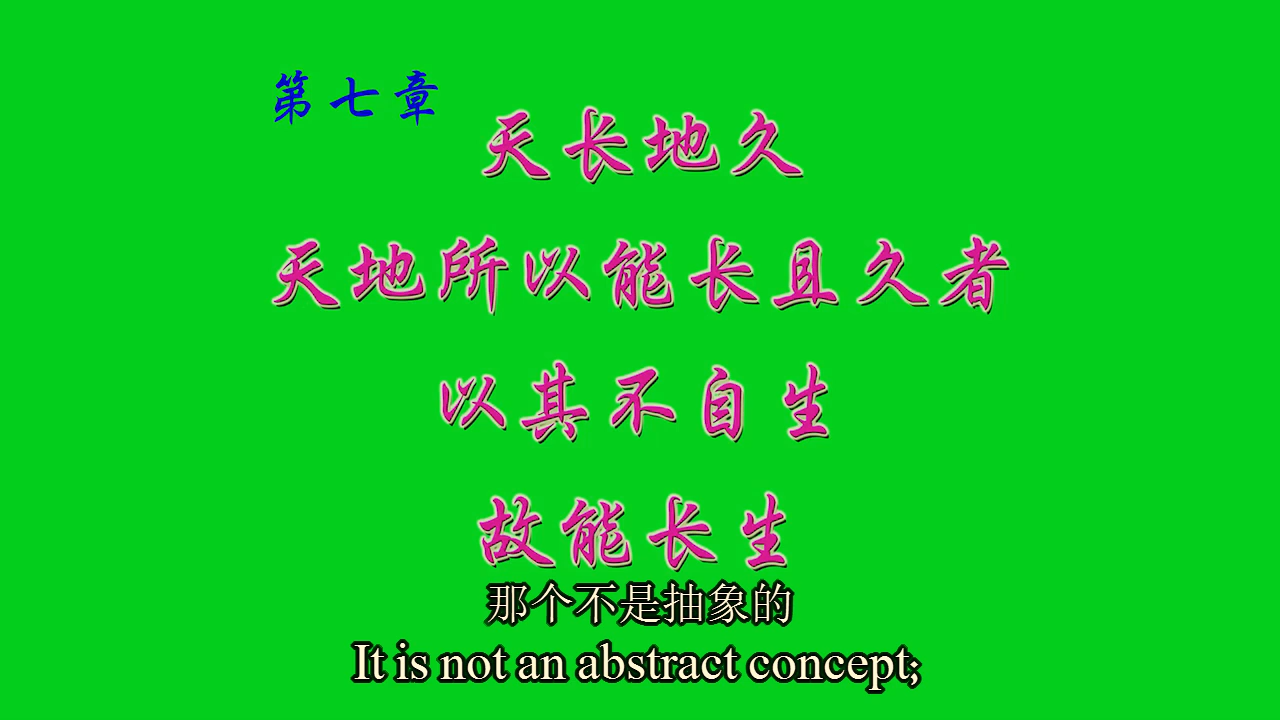 第七章
天长地久
天地所以能长且久者
以其不自生
故能长生
那个不是抽象的
It is not an abstract concept;